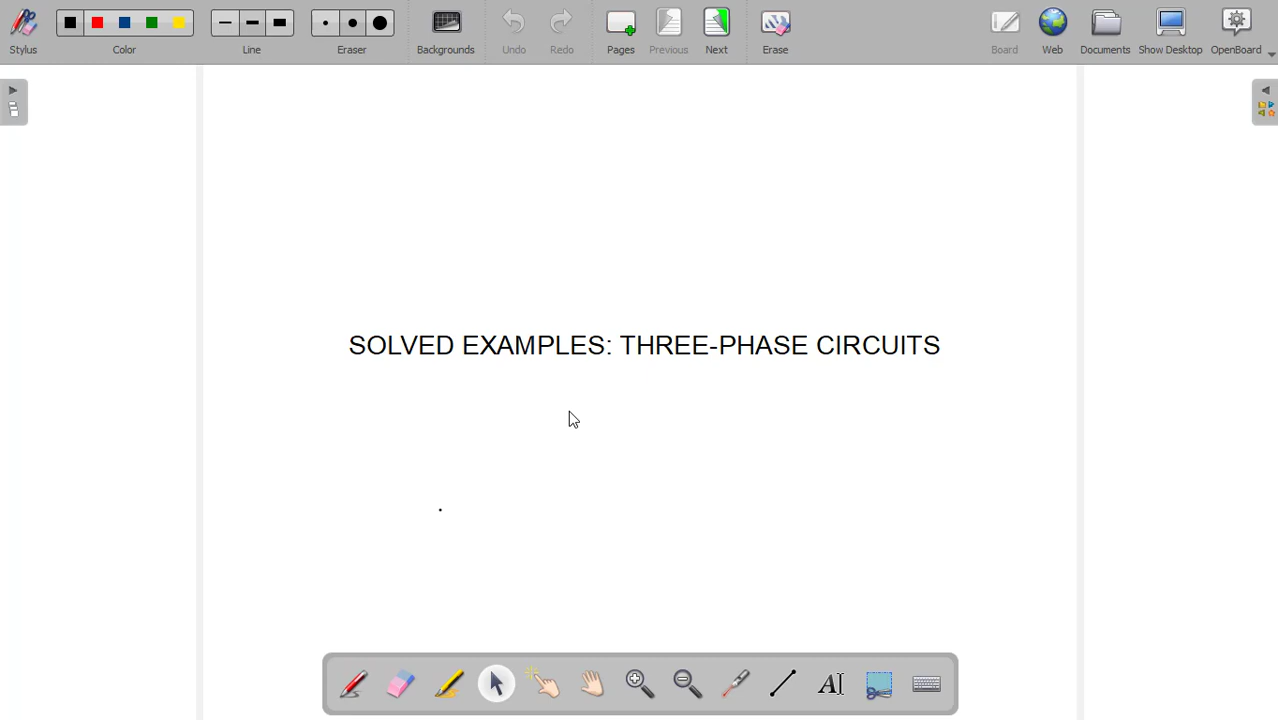 Stylus Color Line Eraser Backgrounds Undo Redo Pages Previous Next Erase Board Web Documents Show Desktop OpenBoard
SOLVED EXAMPLES: THREE-PHASE CIRCUITS
AI